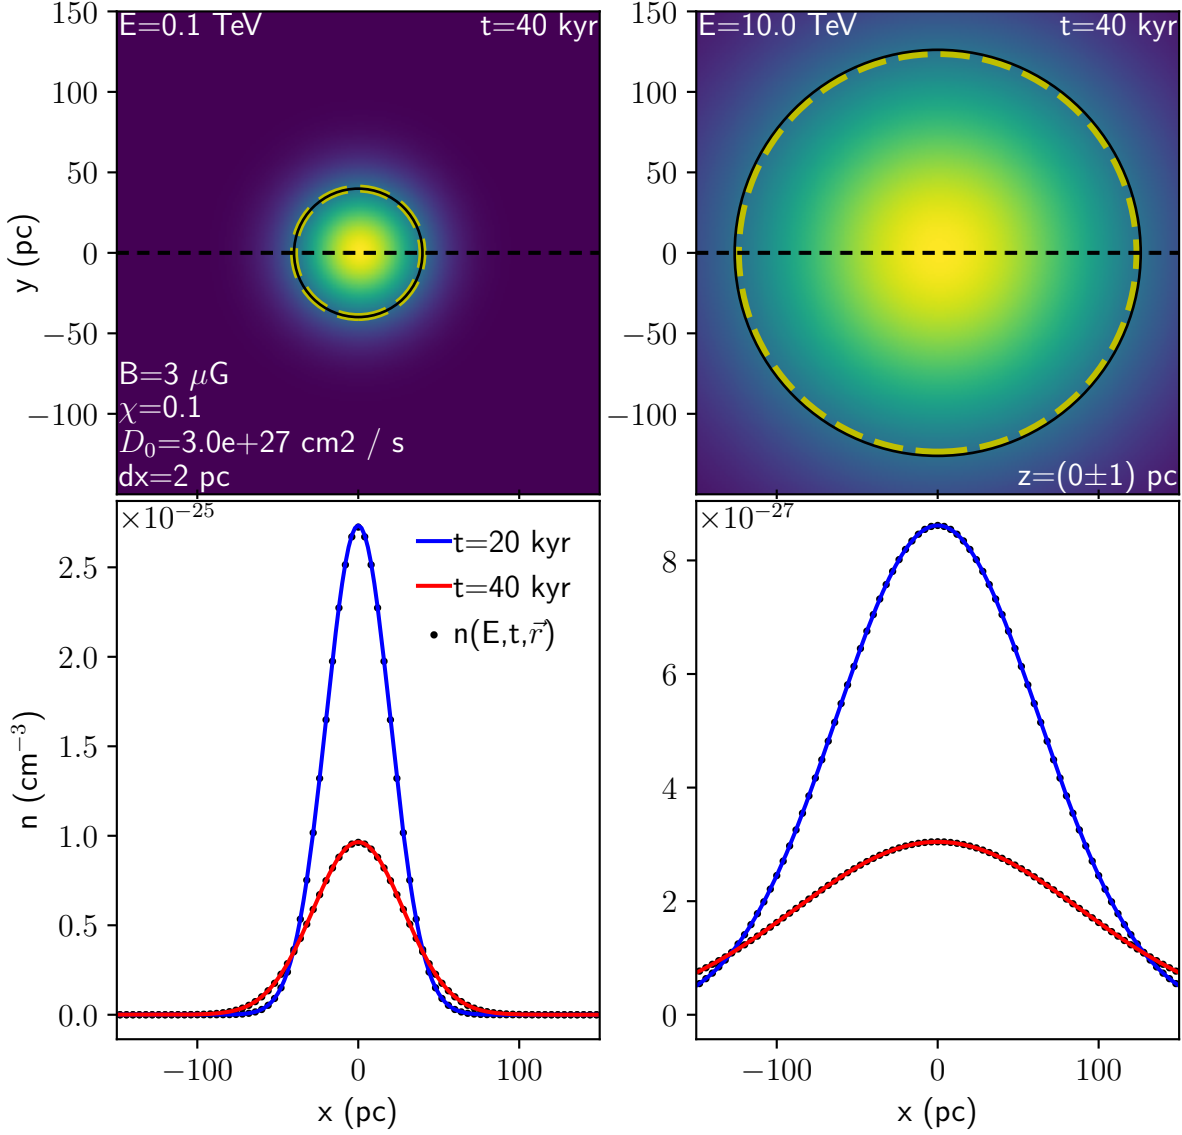 E=0.1 TeV t=40 kyr
E=10.0 TeV t=40 kyr
150
100
50
0
−50
−100
y (pc)
B=3 μG
χ=0.1
D₀=3.0e+27 cm2 / s
dx=2 pc
150
100
50
0
−50
−100
z=(0±1) pc
×10⁻²⁵
t=20 kyr
t=40 kyr
n(E,t,r⃗)
2.5
2.0
1.5
1.0
0.5
0.0
n (cm⁻³)
−100 0 100
x (pc)
×10⁻²⁷
8
6
4
2
0
−100 0 100
x (pc)